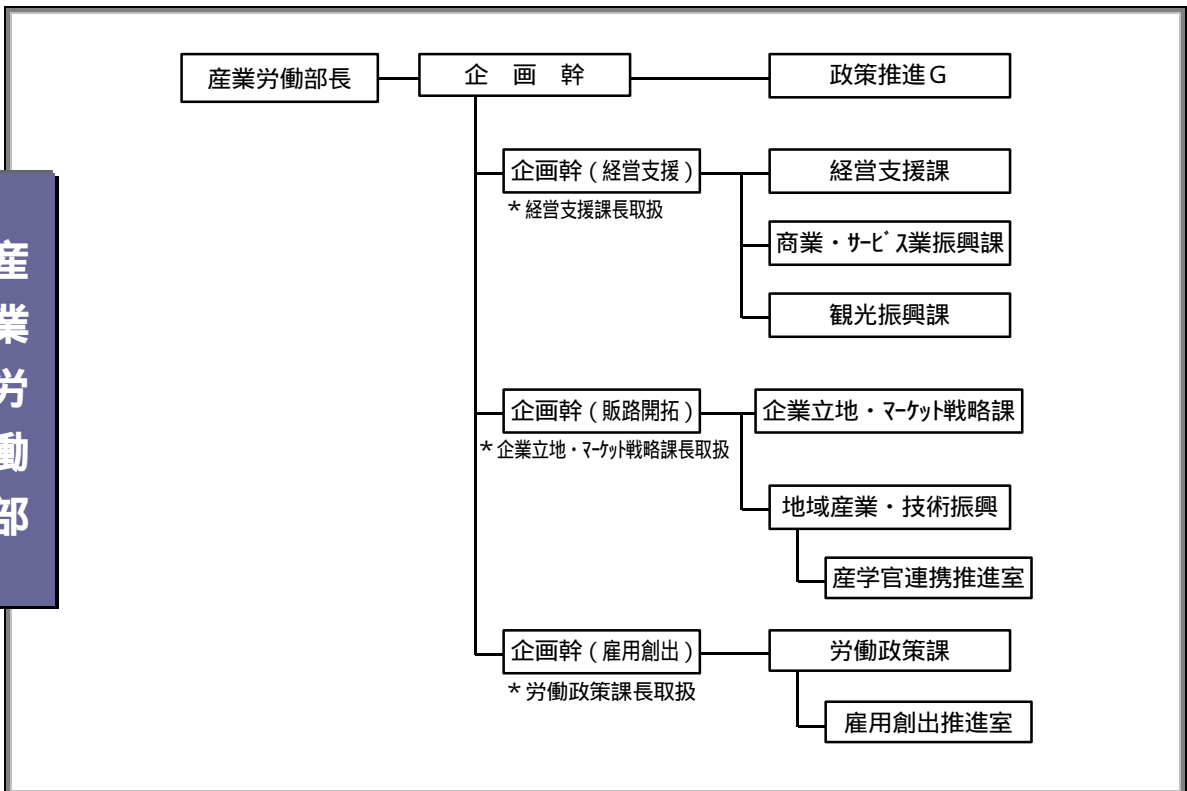 産業労働部長
企 画 幹
政策推進G
企画幹(経営支援)
経営支援課
*経営支援課長取扱
商業・ｻｰﾋﾞｽ業振興課
観光振興課
企画幹(販路開拓)
企業立地・ﾏｰｹｯﾄ戦略課
*企業立地・ﾏｰｹｯﾄ戦略課長取扱
地域産業・技術振興
産学官連携推進室
企画幹(雇用創出)
労働政策課
*労働政策課長取扱
雇用創出推進室
産業労働部